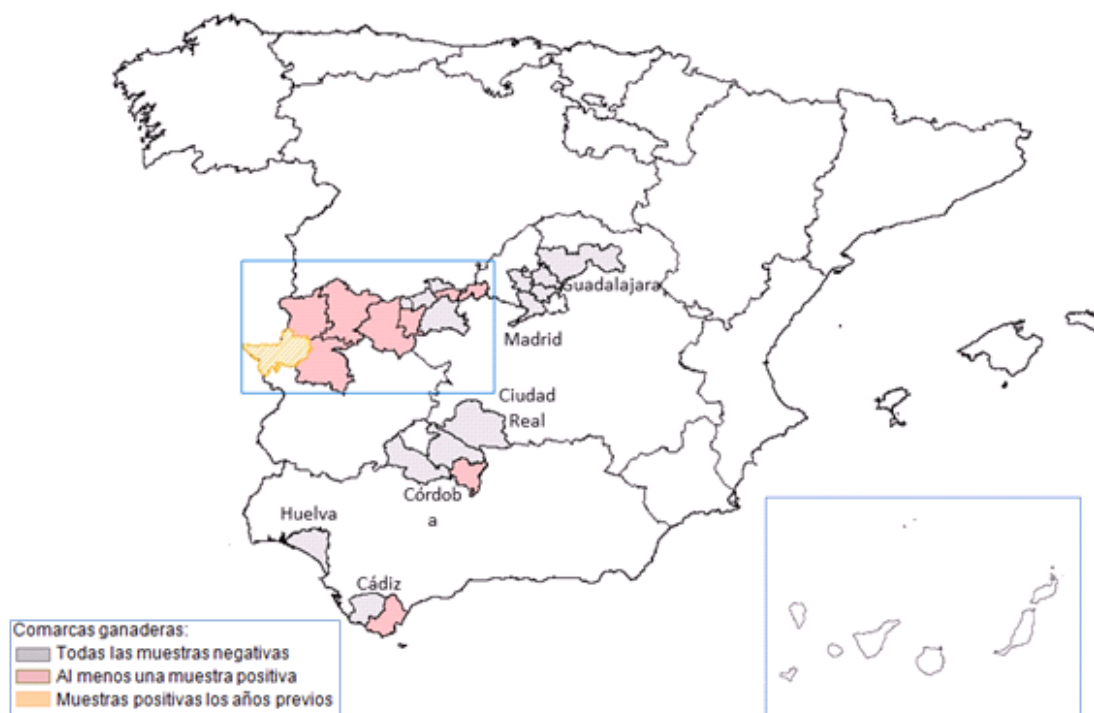 Guadalajara
Madrid
Ciudad
Real
Córdob
a
Huelva
Cádiz
Comarcas ganaderas:
Todas las muestras negativas
Al menos una muestra positiva
Muestras positivas los años previos